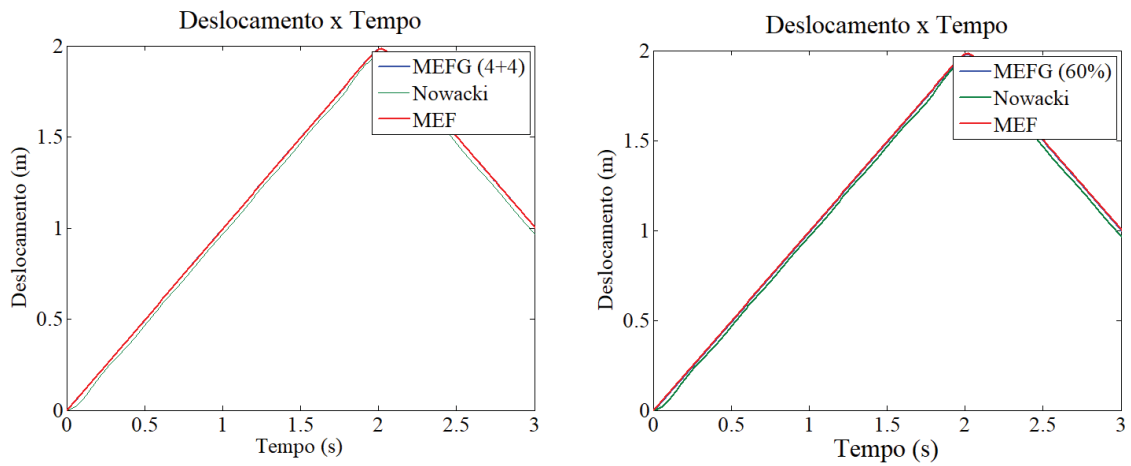 Deslocamento x Tempo
2
1.5
1
0.5
0
Deslocamento (m)
MEFG (4+4)
Nowacki
MEF
0 0.5 1 1.5 2 2.5 3
Tempo (s)
Deslocamento x Tempo
2
1.5
1
0.5
0
Deslocamento (m)
MEFG (60%)
Nowacki
MEF
0 0.5 1 1.5 2 2.5 3
Tempo (s)